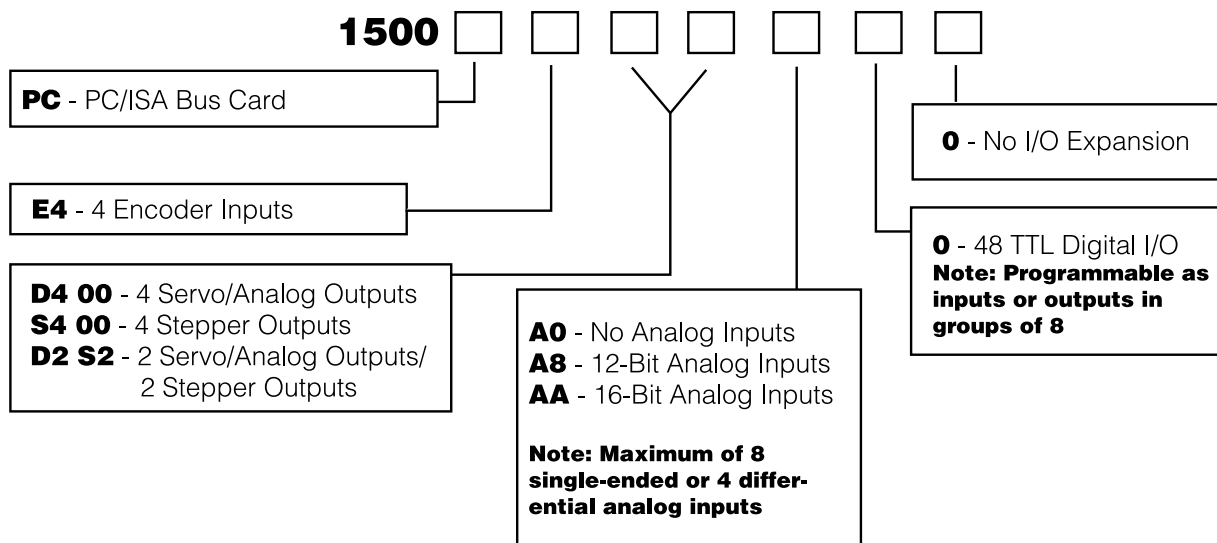 1500
PC - PC/ISA Bus Card
E4 - 4 Encoder Inputs
D4 00 - 4 Servo/Analog Outputs
S4 00 - 4 Stepper Outputs
D2 S2 - 2 Servo/Analog Outputs/
2 Stepper Outputs
A0 - No Analog Inputs
A8 - 12-Bit Analog Inputs
AA - 16-Bit Analog Inputs
Note: Maximum of 8
single-ended or 4 differ-
ential analog inputs
0 - No I/O Expansion
0 - 48 TTL Digital I/O
Note: Programmable as
inputs or outputs in
groups of 8